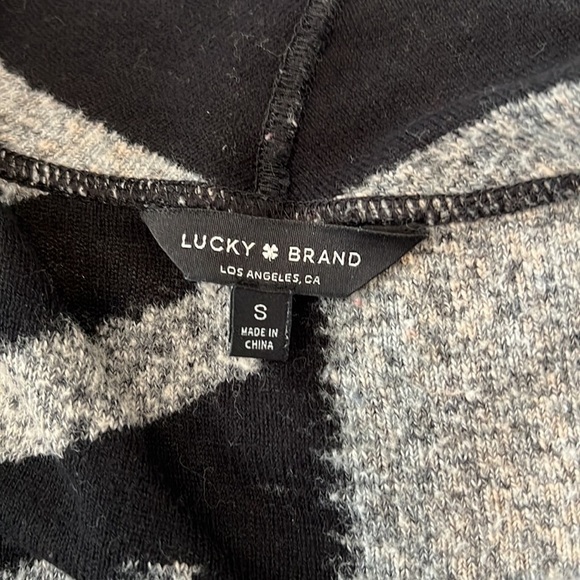 LUCKY BRAND
LOS ANGELES, CA
S
MADE IN
CHINA